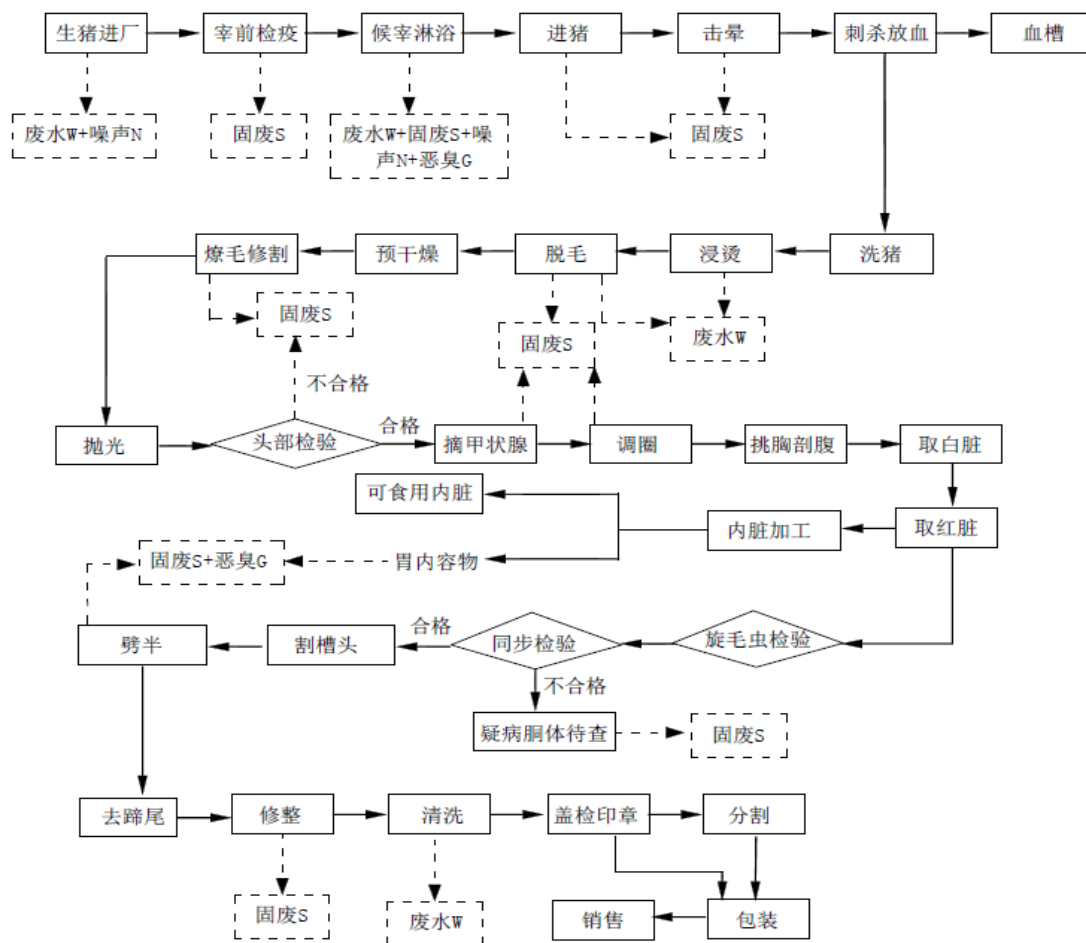 生猪进厂
宰前检疫
候宰淋浴
进猪
击晕
刺杀放血
血槽
废水W+噪声N
固废S
废水W+固废S+噪
声N+恶臭G
固废S
燎毛修割
预干燥
脱毛
浸烫
洗猪
固废S
固废S
废水W
不合格
抛光
头部检验
合格
摘甲状腺
调圈
挑胸剖腹
取白脏
可食用内脏
内脏加工
取红脏
固废S+恶臭G
胃内容物
劈半
割槽头
合格
同步检验
旋毛虫检验
不合格
疑病胴体待查
固废S
去蹄尾
修整
清洗
盖检印章
分割
固废S
废水W
销售
包装